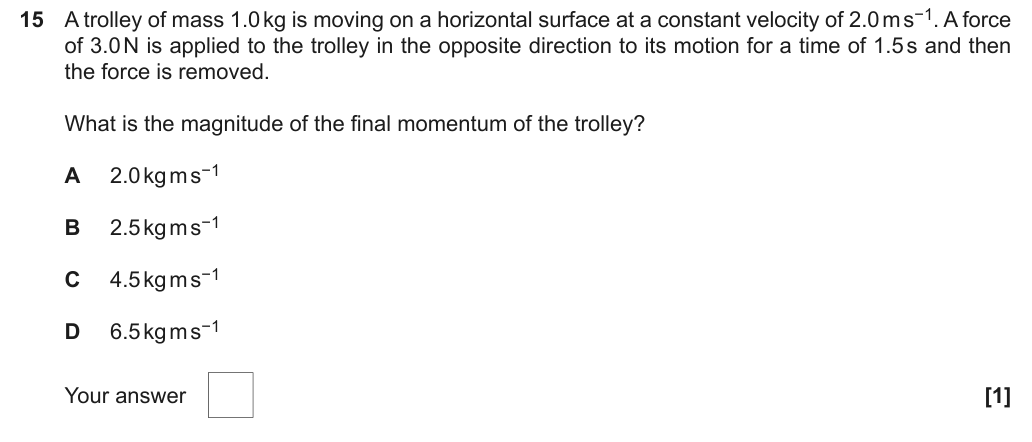 15 A trolley of mass 1.0 kg is moving on a horizontal surface at a constant velocity of 2.0 m s⁻¹. A force
of 3.0 N is applied to the trolley in the opposite direction to its motion for a time of 1.5 s and then
the force is removed.
What is the magnitude of the final momentum of the trolley?
A 2.0 kg m s⁻¹
B 2.5 kg m s⁻¹
C 4.5 kg m s⁻¹
D 6.5 kg m s⁻¹
Your answer [1]